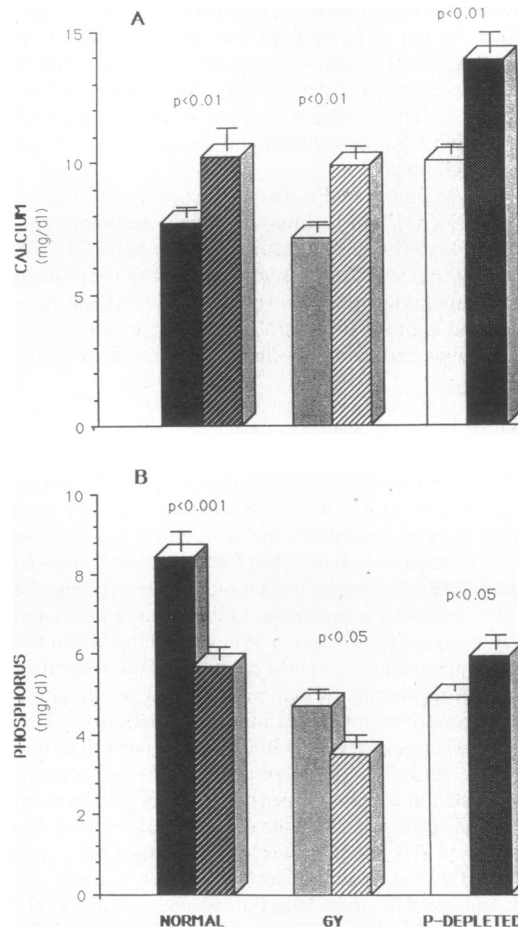 A
p<0.01
15
p<0.01
p<0.01
10
CALCIUM
(mg/dl)
5
0
B
10
p<0.001
8
p<0.05
p<0.05
6
PHOSPHORUS
(mg/dl)
4
2
0
NORMAL
GY
P-DEPLETED